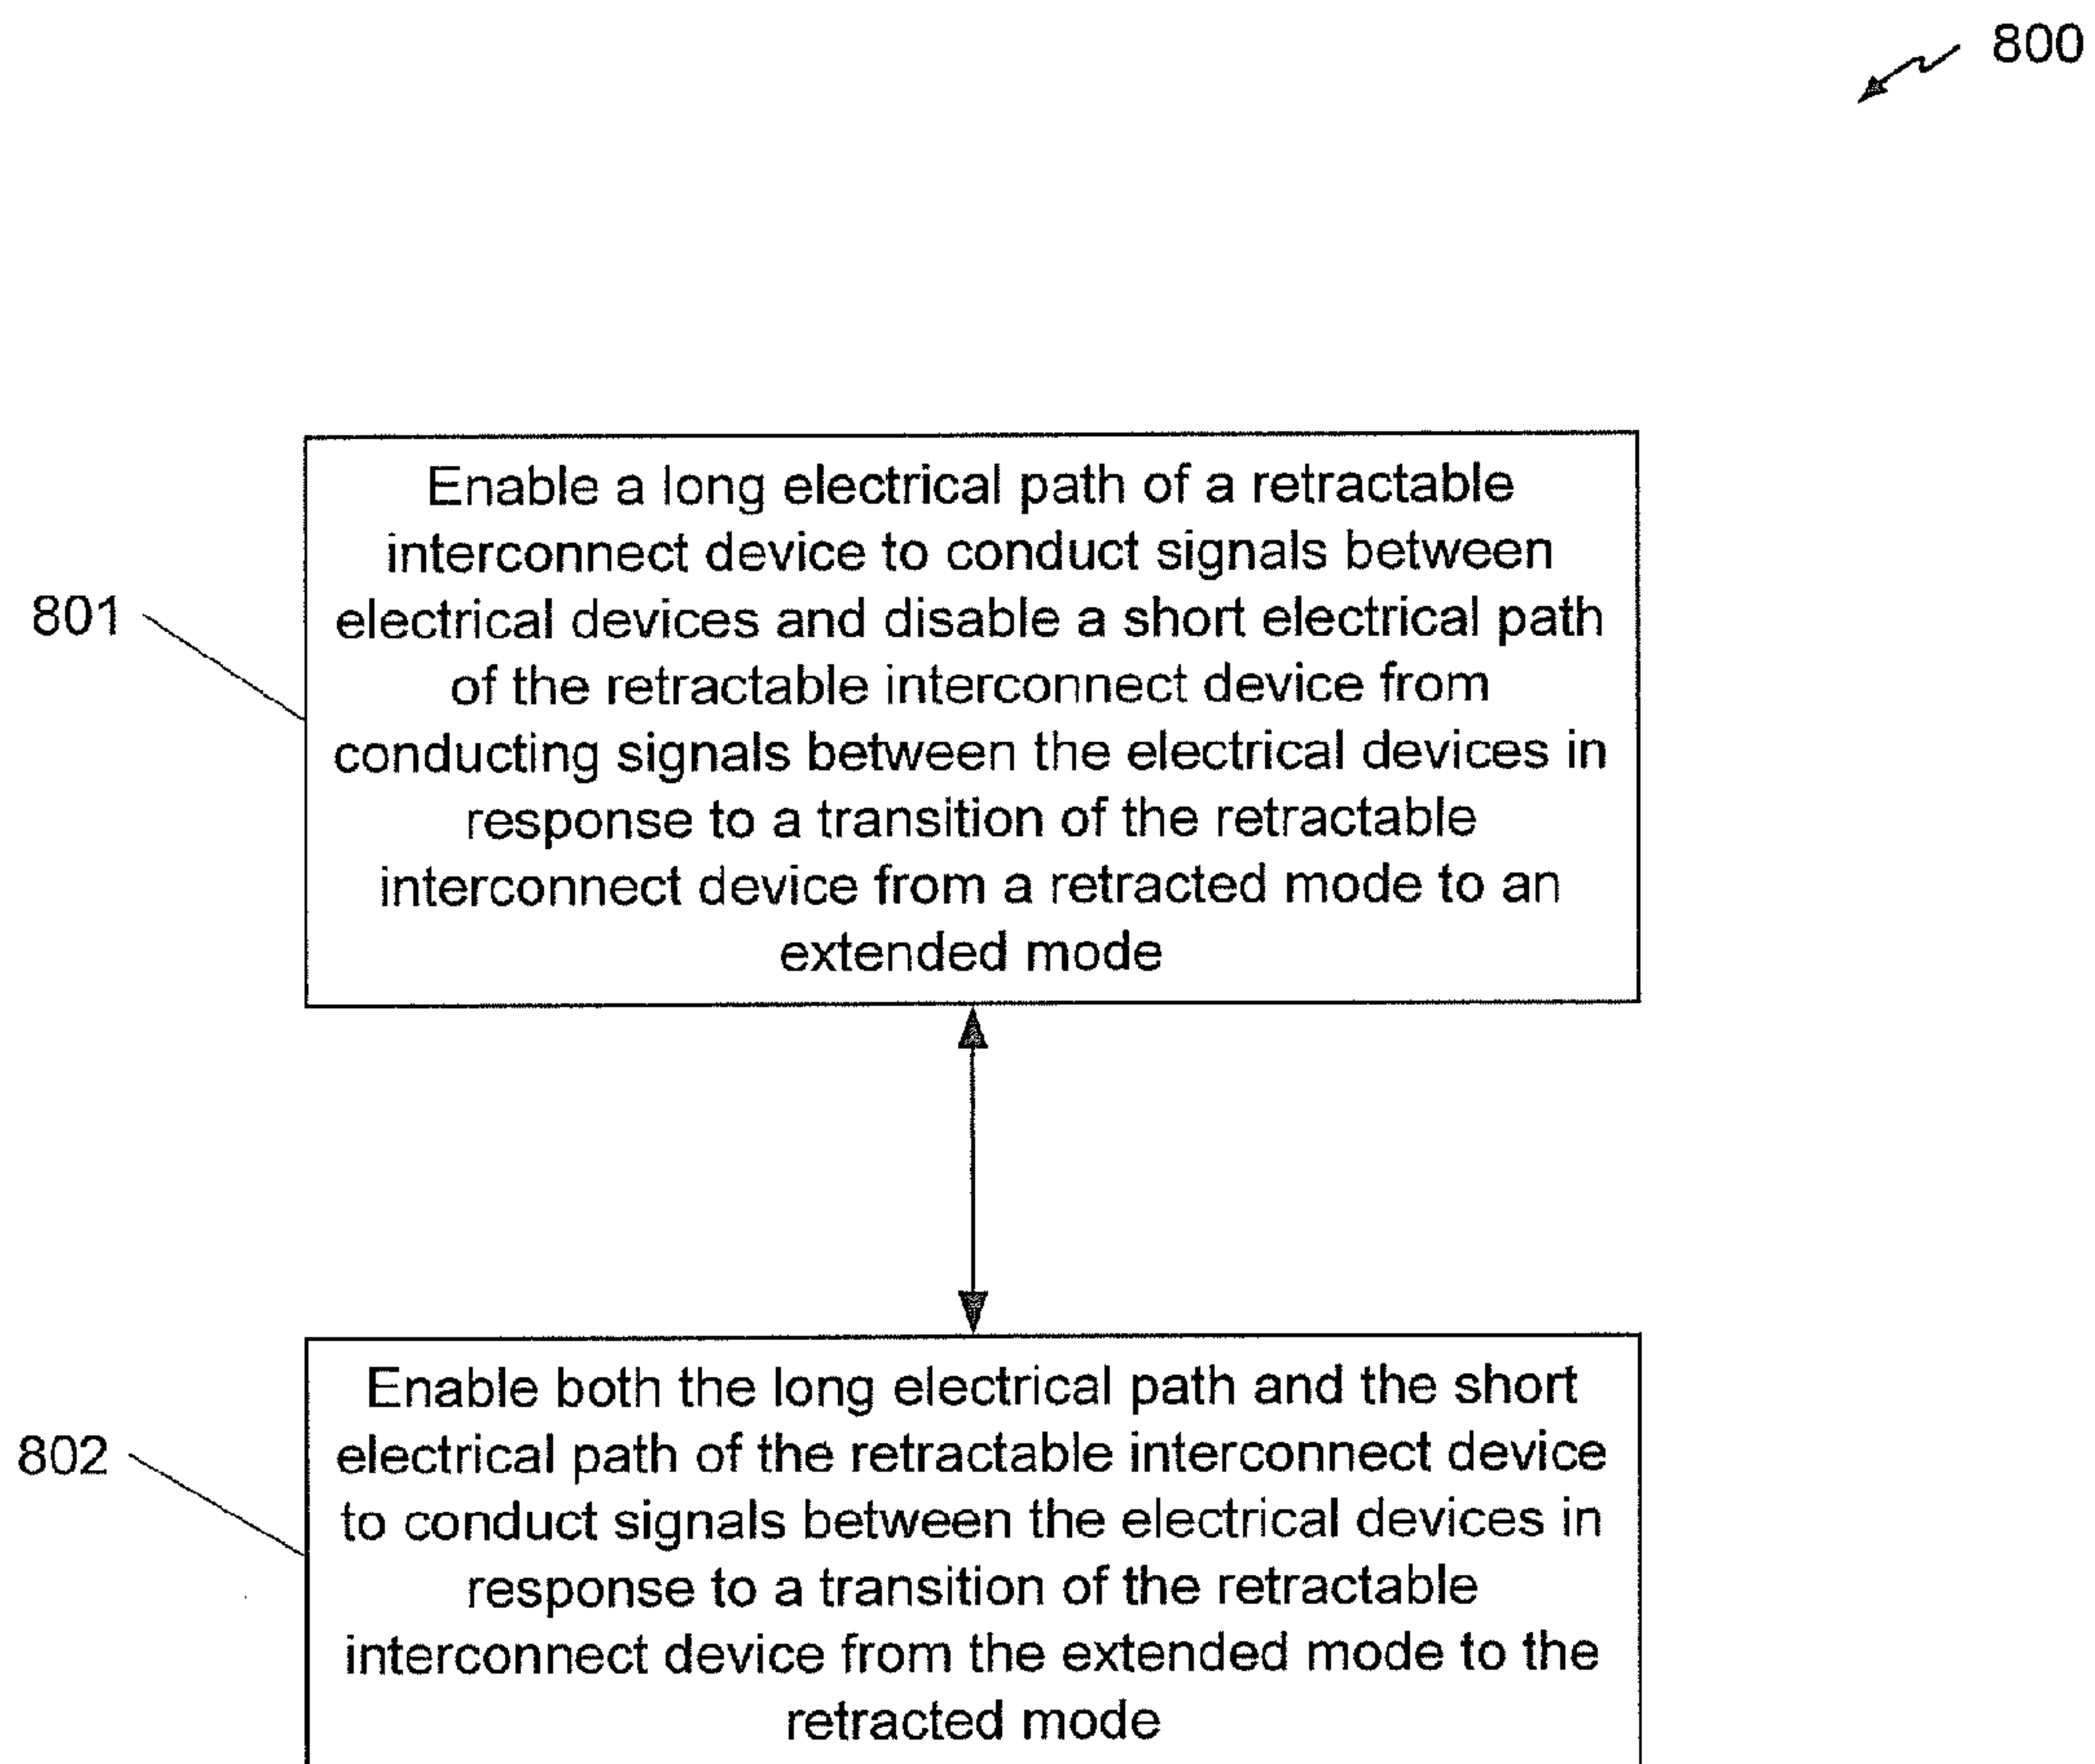 800
Enable a long electrical path of a retractable
interconnect device to conduct signals between
electrical devices and disable a short electrical path
of the retractable interconnect device from
conducting signals between the electrical devices in
response to a transition of the retractable
interconnect device from a retracted mode to an
extended mode
801
Enable both the long electrical path and the short
electrical path of the retractable interconnect device
to conduct signals between the electrical devices in
response to a transition of the retractable
interconnect device from the extended mode to the
retracted mode
802